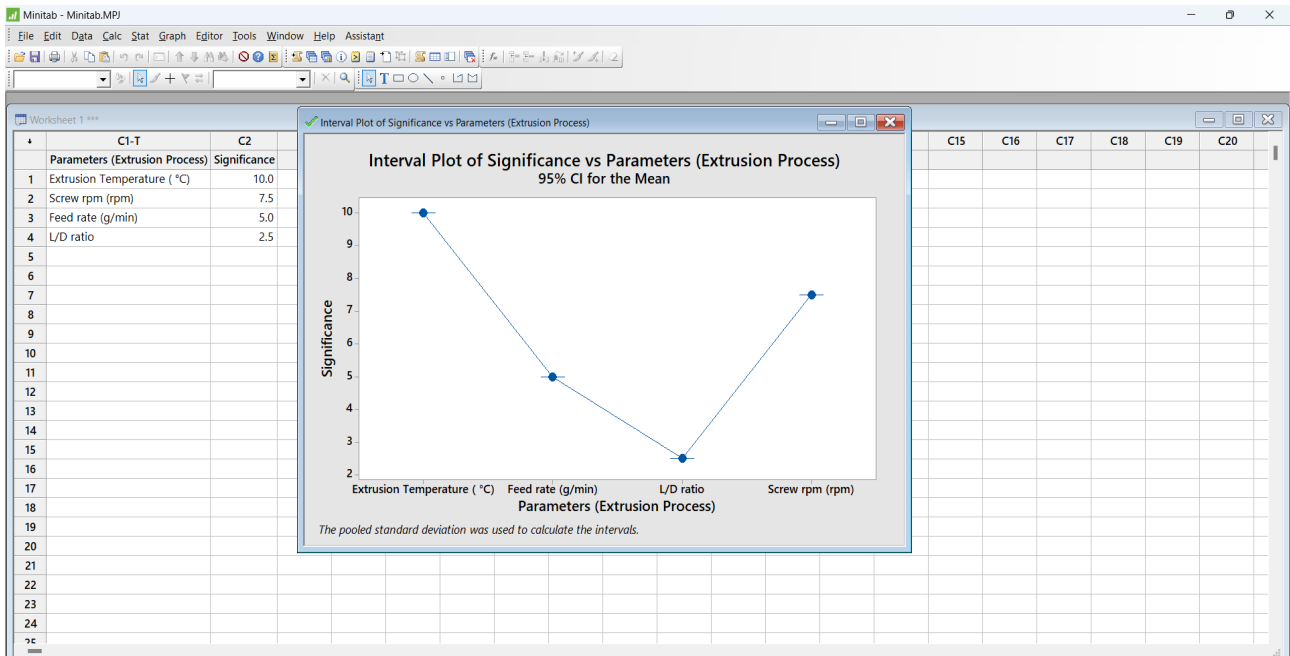 Minitab - Minitab.MPJ
File Edit Data Calc Stat Graph Editor Tools Window Help Assistant
Worksheet 1 ***
C1-T C2 C15 C16 C17 C18 C19 C20
Parameters (Extrusion Process) Significance
1 Extrusion Temperature ( °C) 10.0
2 Screw rpm (rpm) 7.5
3 Feed rate (g/min) 5.0
4 L/D ratio 2.5
5
6
7
8
9
10
11
12
13
14
15
16
17
18
19
20
21
22
23
24
25
Interval Plot of Significance vs Parameters (Extrusion Process)
Interval Plot of Significance vs Parameters (Extrusion Process)
95% CI for the Mean
10
9
8
7
6
5
4
3
2
Significance
Extrusion Temperature ( °C) Feed rate (g/min) L/D ratio Screw rpm (rpm)
Parameters (Extrusion Process)
The pooled standard deviation was used to calculate the intervals.